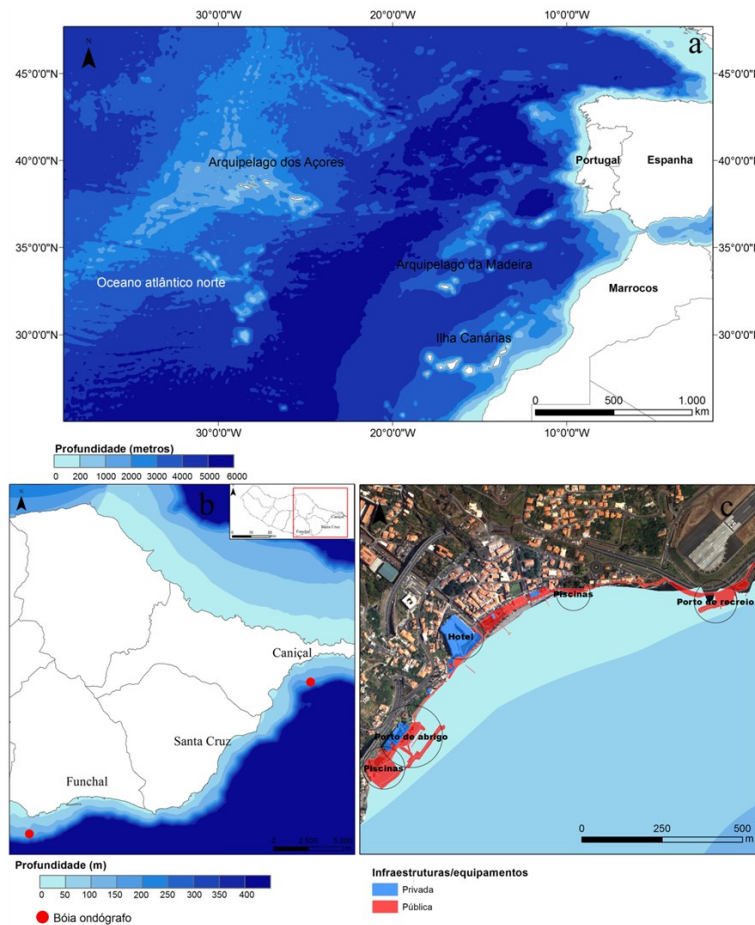 30°0'0"W 20°0'0"W 10°0'0"W
N
a
45°0'0"N 45°0'0"N
40°0'0"N 40°0'0"N
35°0'0"N 35°0'0"N
30°0'0"N 30°0'0"N
Arquipelago dos Açores
Portugal
Espanha
Oceano atlântico norte
Arquipelago da Madeira
Marrocos
Ilha Canárias
0 500 1.000
km
30°0'0"W 20°0'0"W 10°0'0"W
Profundidade (metros)
0 200 1000 2000 3000 4000 5000 6000
b
Caniçal
Santa Cruz
Funchal
Caniçal
Santa Cruz
Funchal
c
Piscinas
Porto de recreio
Hotel
Porto de abrigo
Piscinas
0 250 500
m
Profundidade (m)
0 50 100 150 200 250 300 350 400
Bóia ondógrafo
Infraestruturas/equipamentos
Privada
Pública